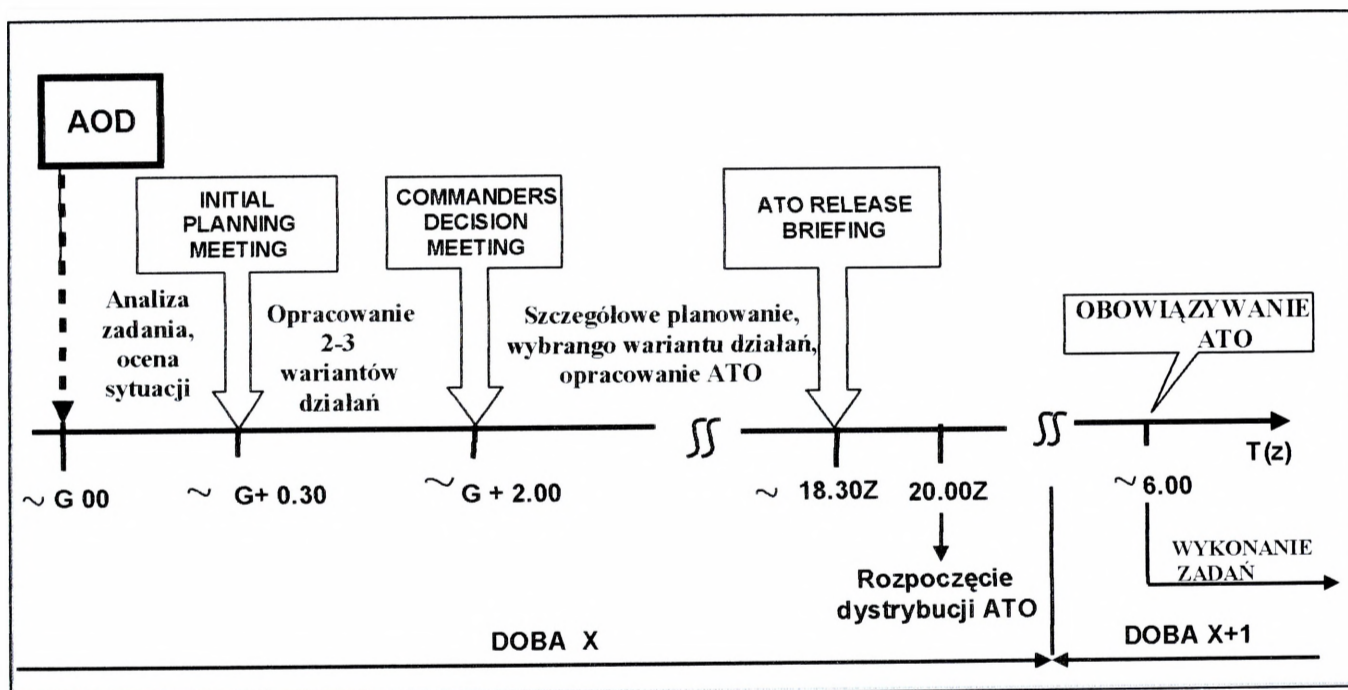 AOD
INITIAL
PLANNING
MEETING
COMMANDERS
DECISION
MEETING
ATO RELEASE
BRIEFING
Analiza
zadania,
ocena
sytuacji
Opracowanie
2-3
wariantów
działań
Szczegółowe planowanie,
wybrango wariantu działań,
opracowanie ATO
OBOWIĄZYWANIE
ATO
T(z)
~ G 00
~ G+ 0.30
~ G + 2.00
~ 18.30Z
20.00Z
~ 6.00
Rozpoczęcie
dystrybucji ATO
WYKONANIE
ZADAŃ
DOBA X
DOBA X+1